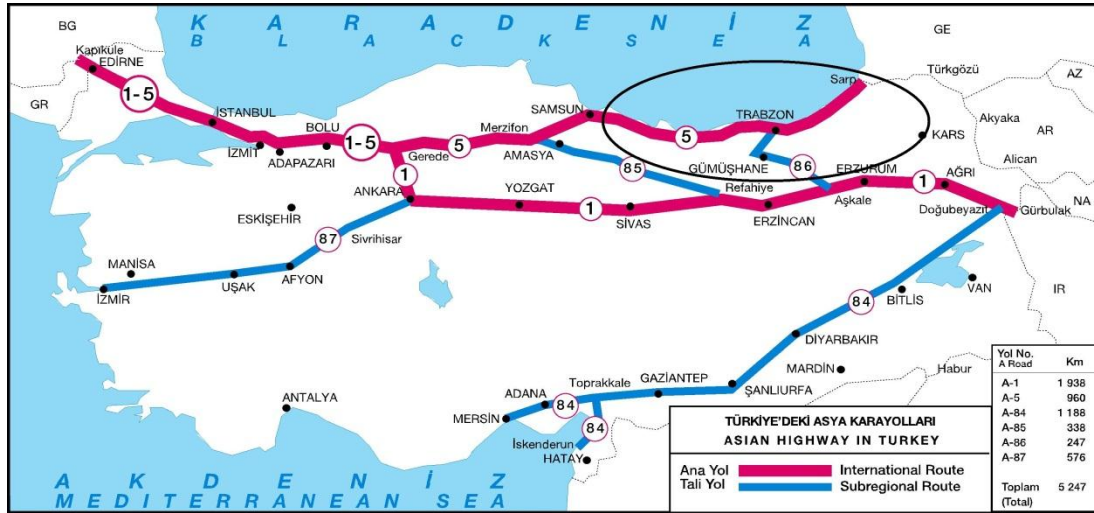 K A R A D E N İ Z
B L A C K S E A
BG
GE
Kapıkule
EDİRNE
1-5
GR
İSTANBUL
İZMİT
ADAPAZARI
BOLU
1-5
Gerede
5
Merzifon
SAMSUN
AMASYA
5
TRABZON
Sarp
Türkgözü
AZ
Akyaka
AR
KARS
Alican
GÜMÜŞHANE
86
85
ERZURUM
1
AĞRI
1
ANKARA
YOZGAT
1
SİVAS
Refahiye
ERZİNCAN
Aşkale
Doğubeyazıt
Gürbulak
NA
ESKİŞEHİR
87
Sivrihisar
MANİSA
İZMİR
UŞAK
AFYON
84
BİTLİS
VAN
IR
DİYARBAKIR
MARDİN
Habur
ANTALYA
MERSİN
ADANA
84
Toprakkale
GAZİANTEP
ŞANLIURFA
84
İskenderun
HATAY
A K D E N İ Z
M E D I T E R R A N E A N S E A
TÜRKİYE'DEKİ ASYA KARAYOLLARI
ASIAN HIGHWAY IN TURKEY
Ana Yol International Route
Tali Yol Subregional Route
Yol No. Km
A Road
A-1 1 938
A-5 960
A-84 1 188
A-85 338
A-86 247
A-87 576
Toplam 5 247
(Total)